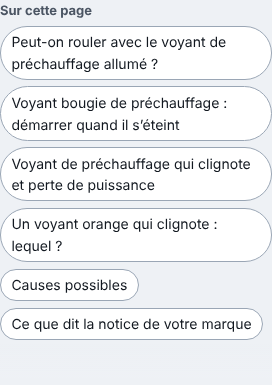 Sur cette page
Peut-on rouler avec le voyant de
préchauffage allumé ?
Voyant bougie de préchauffage :
démarrer quand il s’éteint
Voyant de préchauffage qui clignote
et perte de puissance
Un voyant orange qui clignote :
lequel ?
Causes possibles
Ce que dit la notice de votre marque